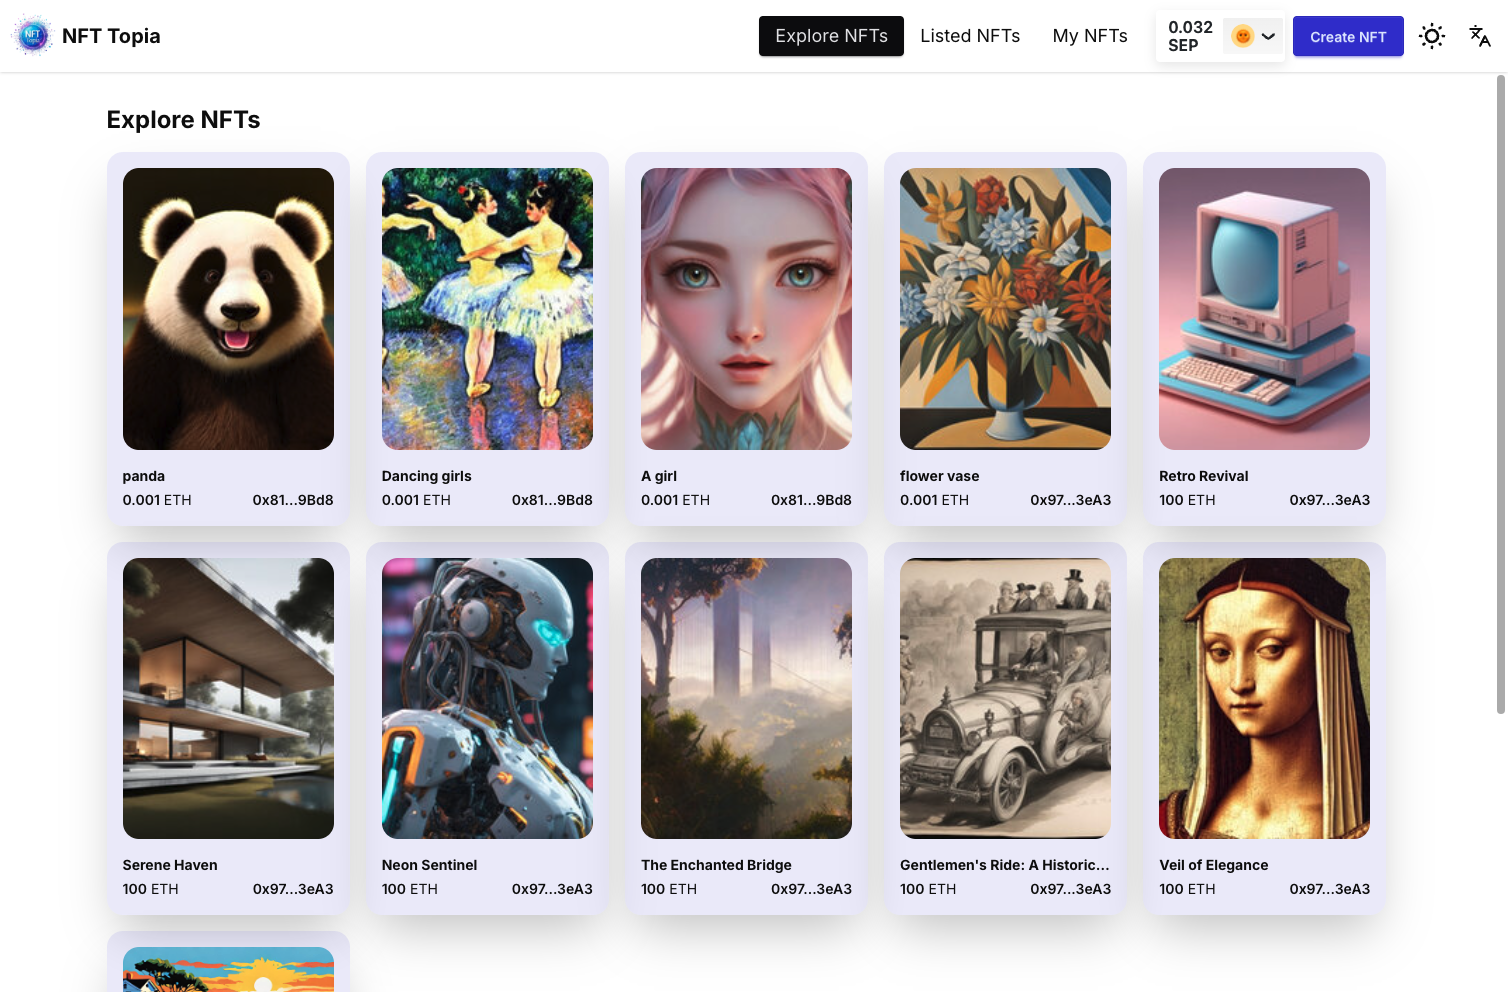 NFT Topia
NFT Topia
Explore NFTs
Listed NFTs
My NFTs
0.032
SEP
Create NFT
Explore NFTs
panda
0.001 ETH
0x81...9Bd8
Dancing girls
0.001 ETH
0x81...9Bd8
A girl
0.001 ETH
0x81...9Bd8
flower vase
0.001 ETH
0x97...3eA3
Retro Revival
100 ETH
0x97...3eA3
Serene Haven
100 ETH
0x97...3eA3
Neon Sentinel
100 ETH
0x97...3eA3
The Enchanted Bridge
100 ETH
0x97...3eA3
Gentlemen's Ride: A Historic...
100 ETH
0x97...3eA3
Veil of Elegance
100 ETH
0x97...3eA3